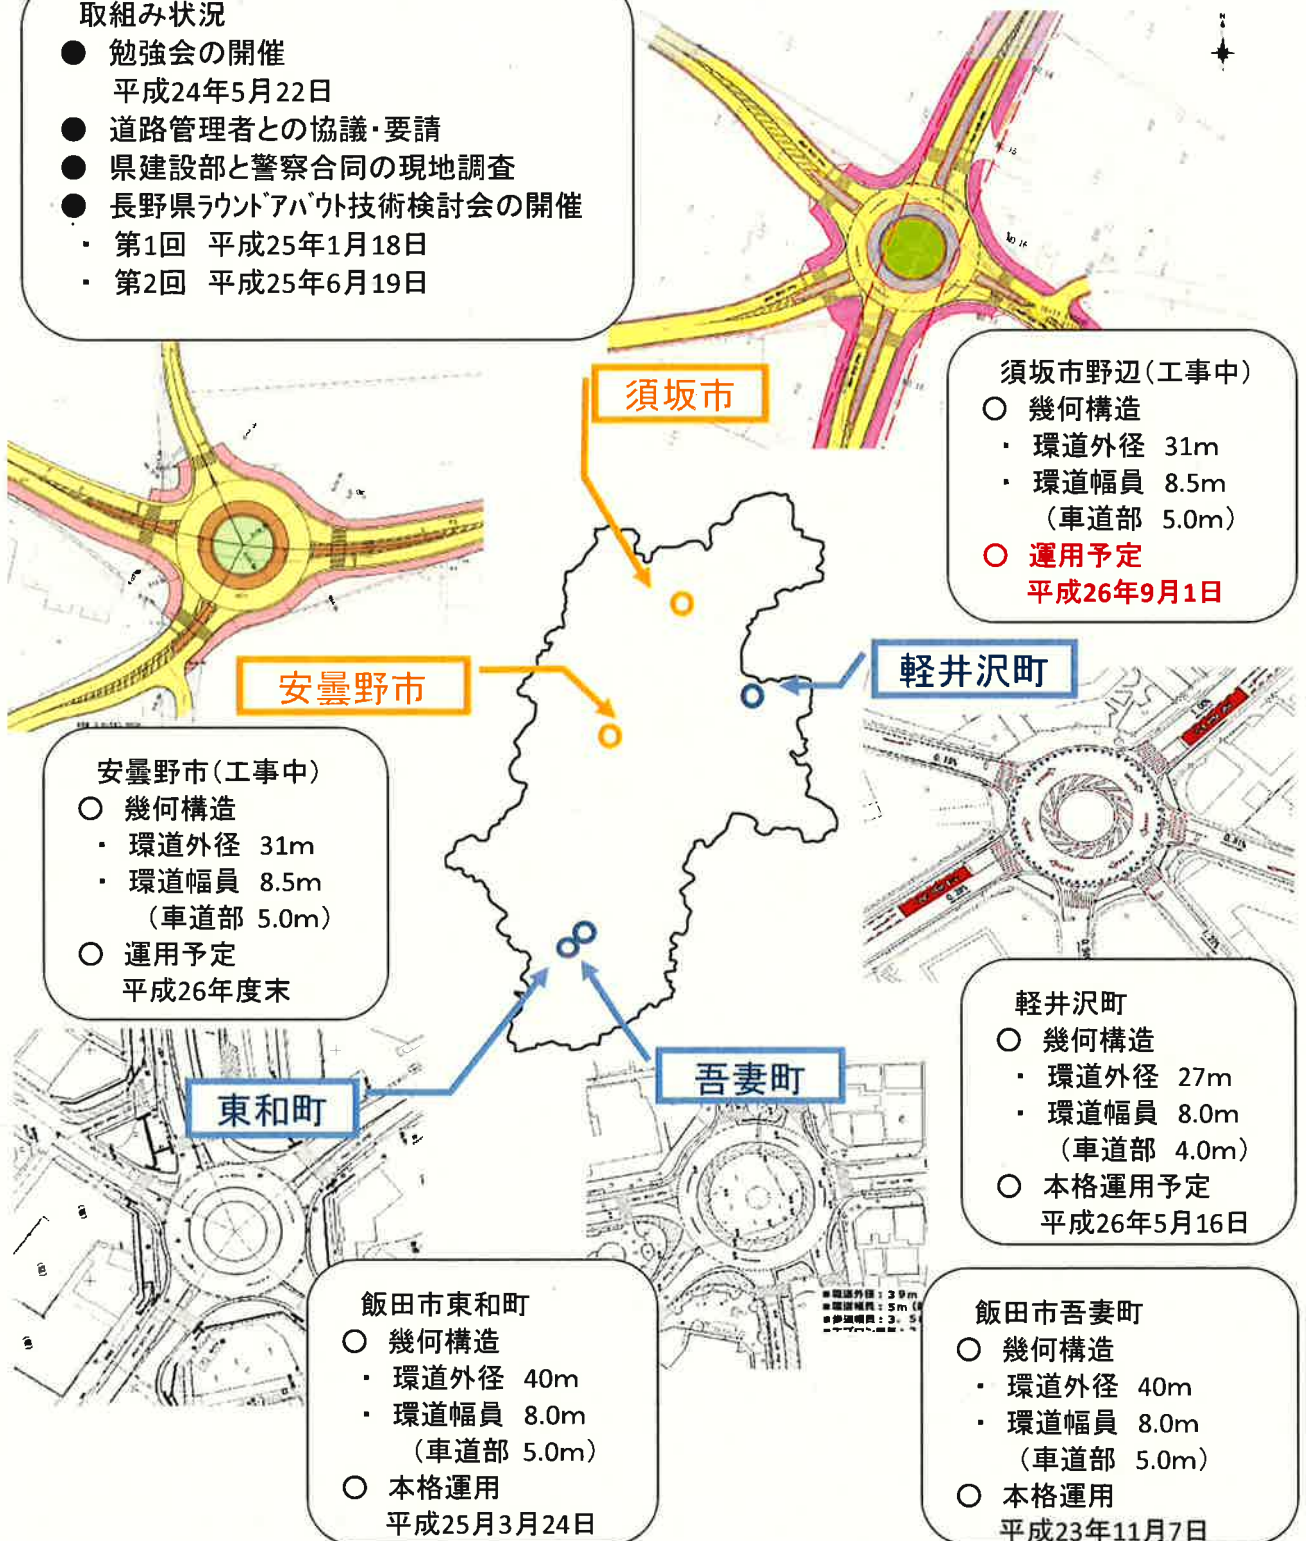 取組み状況
● 勉強会の開催
平成24年5月22日
● 道路管理者との協議・要請
● 県建設部と警察合同の現地調査
● 長野県ラウンドアバウト技術検討会の開催
・ 第1回 平成25年1月18日
・ 第2回 平成25年6月19日
須坂市
須坂市野辺(工事中)
○ 幾何構造
・ 環道外径 31m
・ 環道幅員 8.5m
(車道部 5.0m)
○ 運用予定
平成26年9月1日
安曇野市
軽井沢町
安曇野市(工事中)
○ 幾何構造
・ 環道外径 31m
・ 環道幅員 8.5m
(車道部 5.0m)
○ 運用予定
平成26年度末
軽井沢町
○ 幾何構造
・ 環道外径 27m
・ 環道幅員 8.0m
(車道部 4.0m)
○ 本格運用予定
平成26年5月16日
東和町
吾妻町
飯田市東和町
○ 幾何構造
・ 環道外径 40m
・ 環道幅員 8.0m
(車道部 5.0m)
○ 本格運用
平成25月3月24日
■環道外径：39m
飯田市吾妻町
○ 幾何構造
・ 環道外径 40m
・ 環道幅員 8.0m
(車道部 5.0m)
○ 本格運用
平成23年11月7日